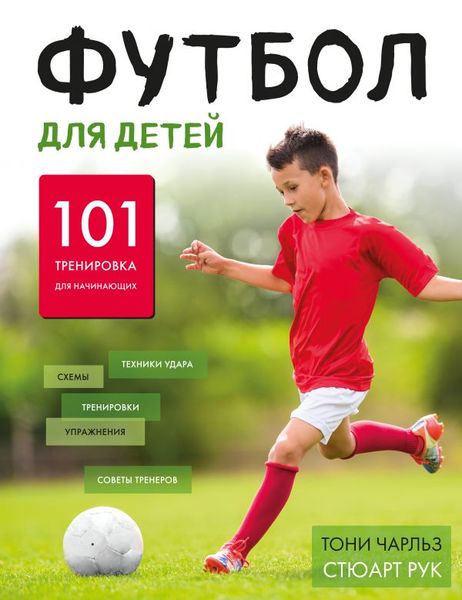 ФУТБОЛ
ДЛЯ ДЕТЕЙ
101
ТРЕНИРОВКА
ДЛЯ НАЧИНАЮЩИХ
ТЕХНИКИ УДАРА
СХЕМЫ
ТРЕНИРОВКИ
УПРАЖНЕНИЯ
СОВЕТЫ ТРЕНЕРОВ
ТОНИ ЧАРЛЬЗ
СТЮАРТ РУК